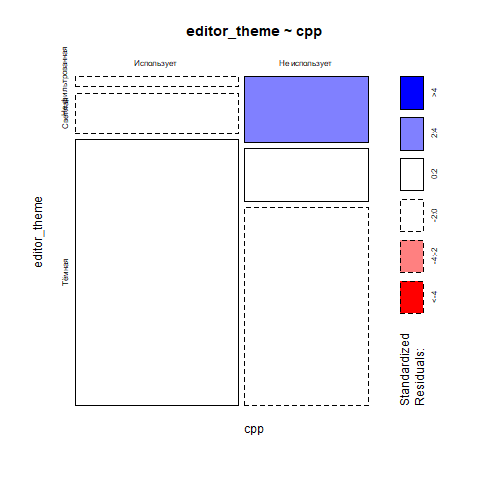 editor_theme ~ cpp
Использует
Не использует
Тёмная
editor_theme
cpp
>4
2:4
0:2
-2:0
-4:-2
<-4
Standardized
Residuals: